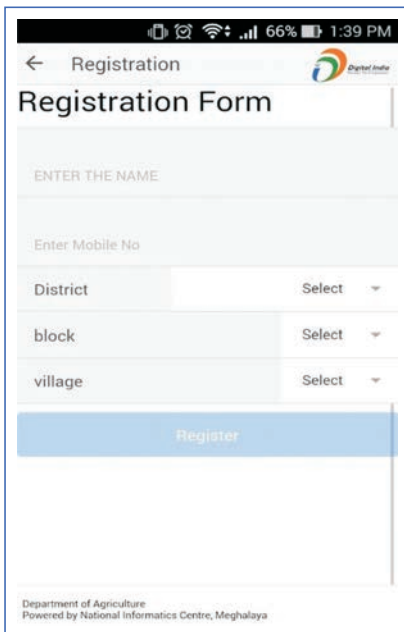 66% 1:39 PM
Registration
Digital India
Registration Form
ENTER THE NAME
Enter Mobile No
District Select
block Select
village Select
Register
Department of Agriculture
Powered by National Informatics Centre, Meghalaya